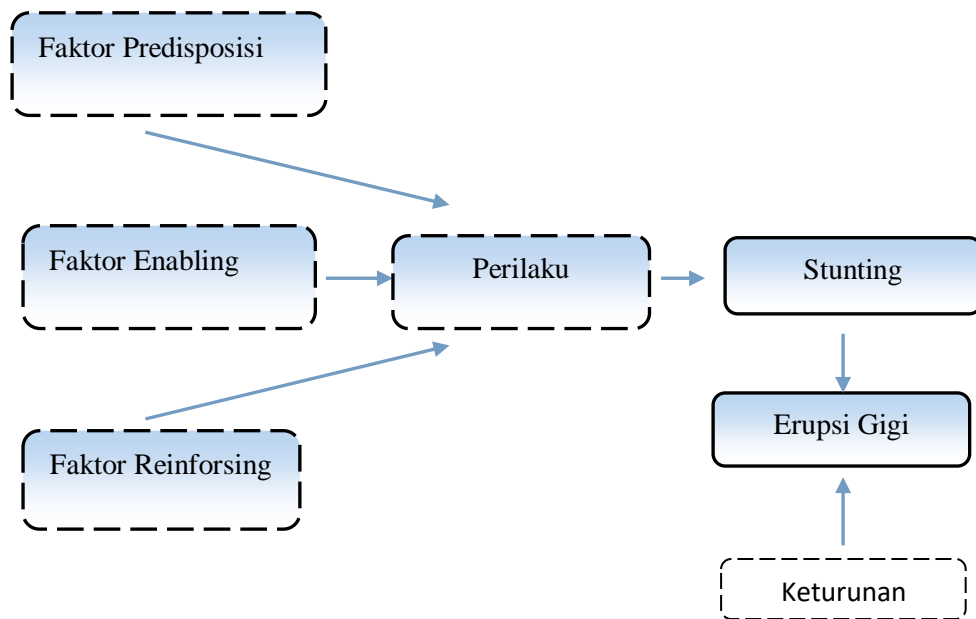 Faktor Predisposisi
Faktor Enabling
Perilaku
Stunting
Erupsi Gigi
Faktor Reinforsing
Keturunan